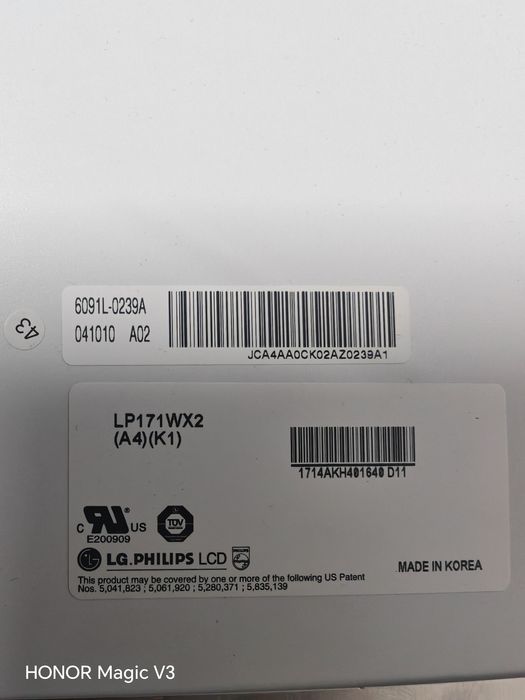 6091L-0239A
041010 A02
JCA4AA0CK02AZ0239A1
43
LP171WX2
(A4)(K1)
1714AKH401640 D11
C UL US
E200909
TÜV
LG.PHILIPS LCD
PHILIPS
MADE IN KOREA
This product may be covered by one or more of the following US Patent
Nos. 5,041,823 ; 5,061,920 ; 5,280,371 ; 5,835,139
HONOR Magic V3